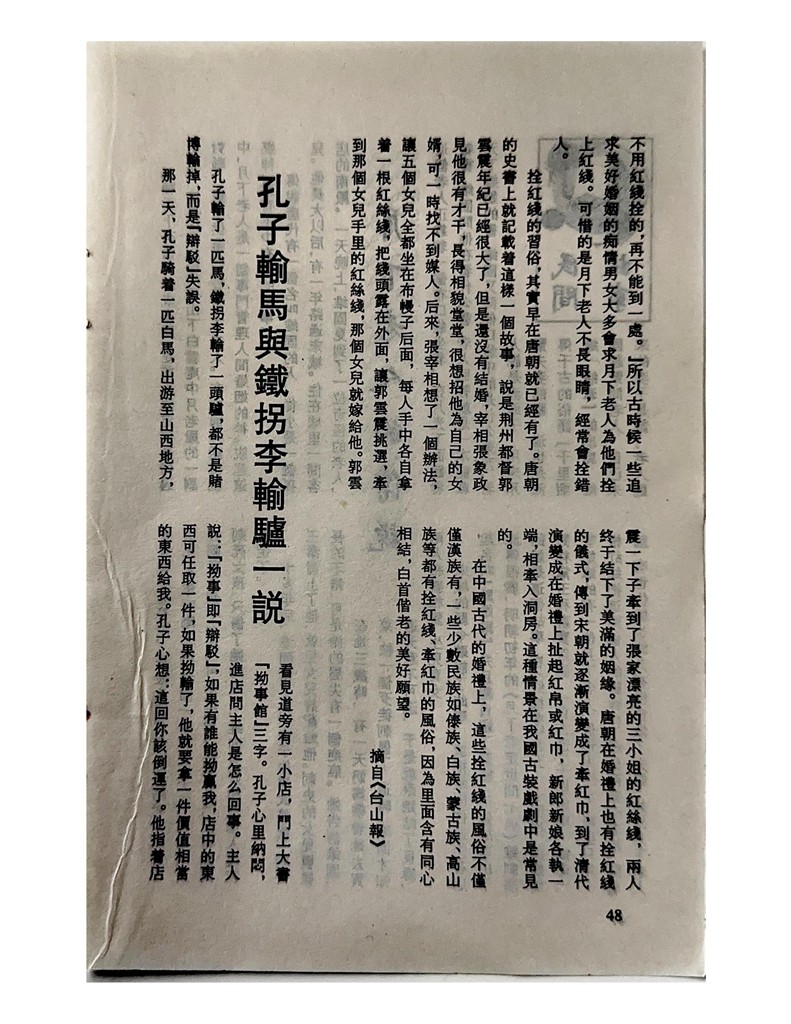 不用紅綫拴的，再不能到一處。』所以古時候一些追
求美好婚姻的痴情男女大多會求月下老人為他們拴
上紅綫。可惜的是月下老人不長眼睛，經常會拴錯
人。
拴紅綫的習俗，其實早在唐朝就已經有了。唐朝
的史書上就記載着這樣一個故事，說是荆州都督郭
雲震年紀已經很大了，但是還沒有結婚，宰相張象政
見他很有才干，長得相貌堂堂，很想招他為自己的女
婿，可一時找不到媒人。后來，張宰相想了一個辦法，
讓五個女兒全都坐在布幔子后面，每人手中各自拿
着一根紅絲綫，把綫頭露在外面，讓郭雲震挑選，牽
到那個女兒手里的紅絲綫，那個女兒就嫁給他。郭雲
震一下子牽到了張家漂亮的三小姐的紅絲綫，兩人
终于結下了美滿的姻緣。唐朝在婚禮上也有拴紅綫
的儀式，傳到宋朝就逐漸演變成了牽紅巾，到了清代
演變成在婚禮上扯起紅帛或紅巾，新郎新娘各執一
端，相牽入洞房。這種情景在我國古装戲劇中是常見
的。
在中國古代的婚禮上，這些拴紅綫的風俗不僅
僅漢族有，一些少數民族如傣族、白族、蒙古族、高山
族等都有拴紅綫、牽紅巾的風俗，因為里面含有同心
相結，白首偕老的美好願望。
摘自《台山報》
孔子輸馬與鐵拐李輸驢一説
孔子輸了一匹馬，鐵拐李輸了一頭驢，都不是賭
博輸掉，而是『辯駁』失誤。
那一天，孔子騎着一匹白馬，出游至山西地方，
看見道旁有一小店，門上大書
『拗事館』三字。孔子心里納悶，
進店問主人是怎么回事。主人
說：『拗事』即『辯駁』，如果有誰能拗贏我，店中的東
西可任取一件，如果拗輸了，他就要拿一件價值相當
的東西給我。孔子心想：這回你該倒運了。他指着店
48